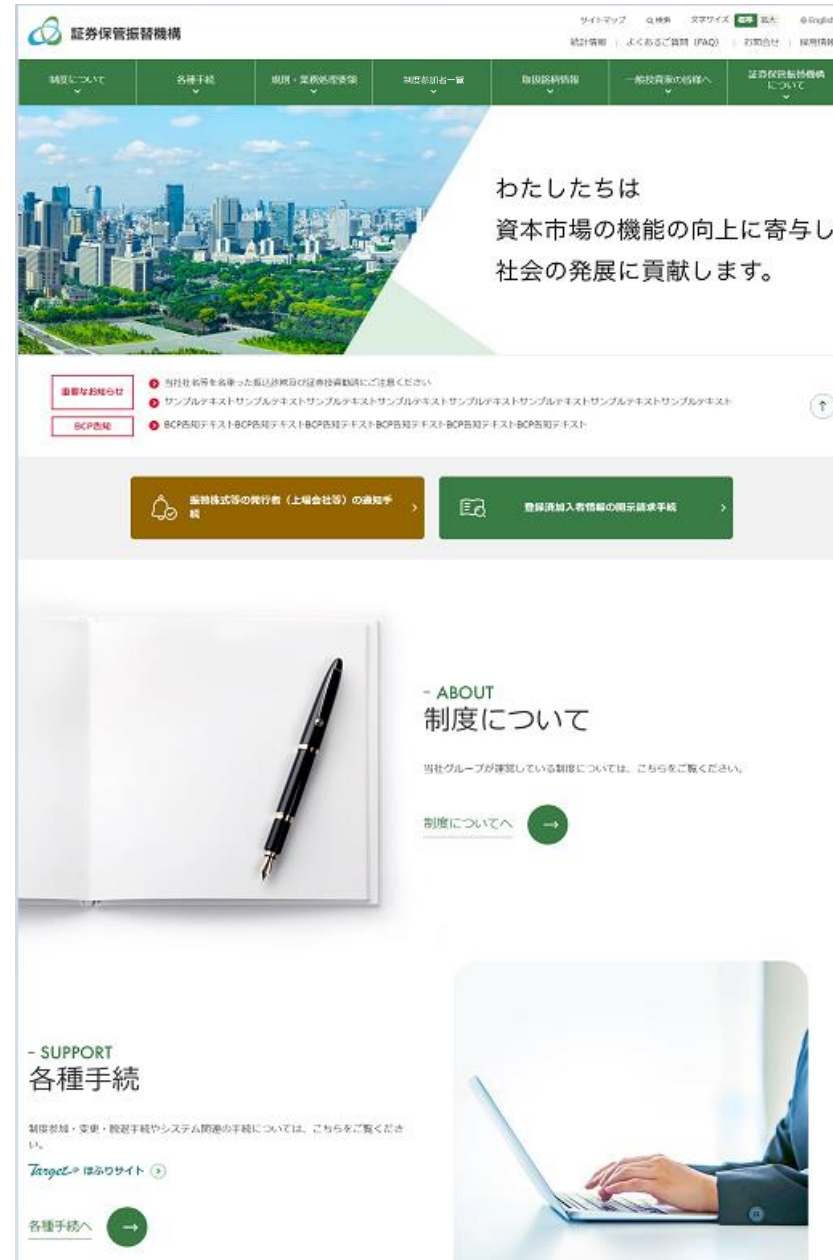 証券保管振替機構
サイトマップ 検索 文字サイズ 標準 拡大 English
統計情報 | よくあるご質問 (FAQ) | お問合せ | 採用情報
制度について 各種手続 規則・業務処理要領 制度参加者一覧 取扱銘柄情報 一般投資家の皆様へ 証券保管振替機構
について
わたしたちは
資本市場の機能の向上に寄与し
社会の発展に貢献します。
重要なお知らせ
当社社名等を名乗った振込詐欺及び証券投資勧誘にご注意ください
サンプルテキストサンプルテキストサンプルテキストサンプルテキストサンプルテキストサンプルテキストサンプルテキスト
BCP告知
BCP告知テキストBCP告知テキストBCP告知テキストBCP告知テキストBCP告知テキストBCP告知テキスト
振替株式等の発行者（上場会社等）の通知手
続
登録済加入者情報の開示請求手続
- ABOUT
制度について
当社グループが運営している制度については、こちらをご覧ください。
制度についてへ
- SUPPORT
各種手続
制度参加・変更・脱退手続やシステム関連の手続については、こちらをご覧くださ
い。
Target ほふりサイト
各種手続へ